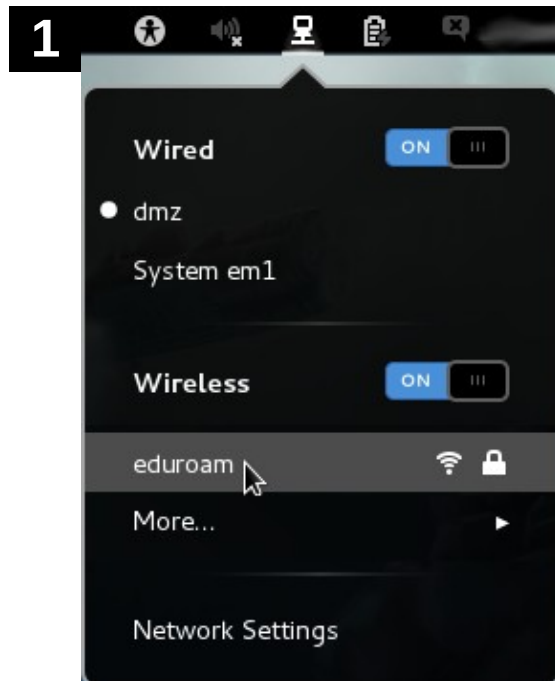 1
Wired ON
dmz
System em1
Wireless ON
eduroam
More...
Network Settings